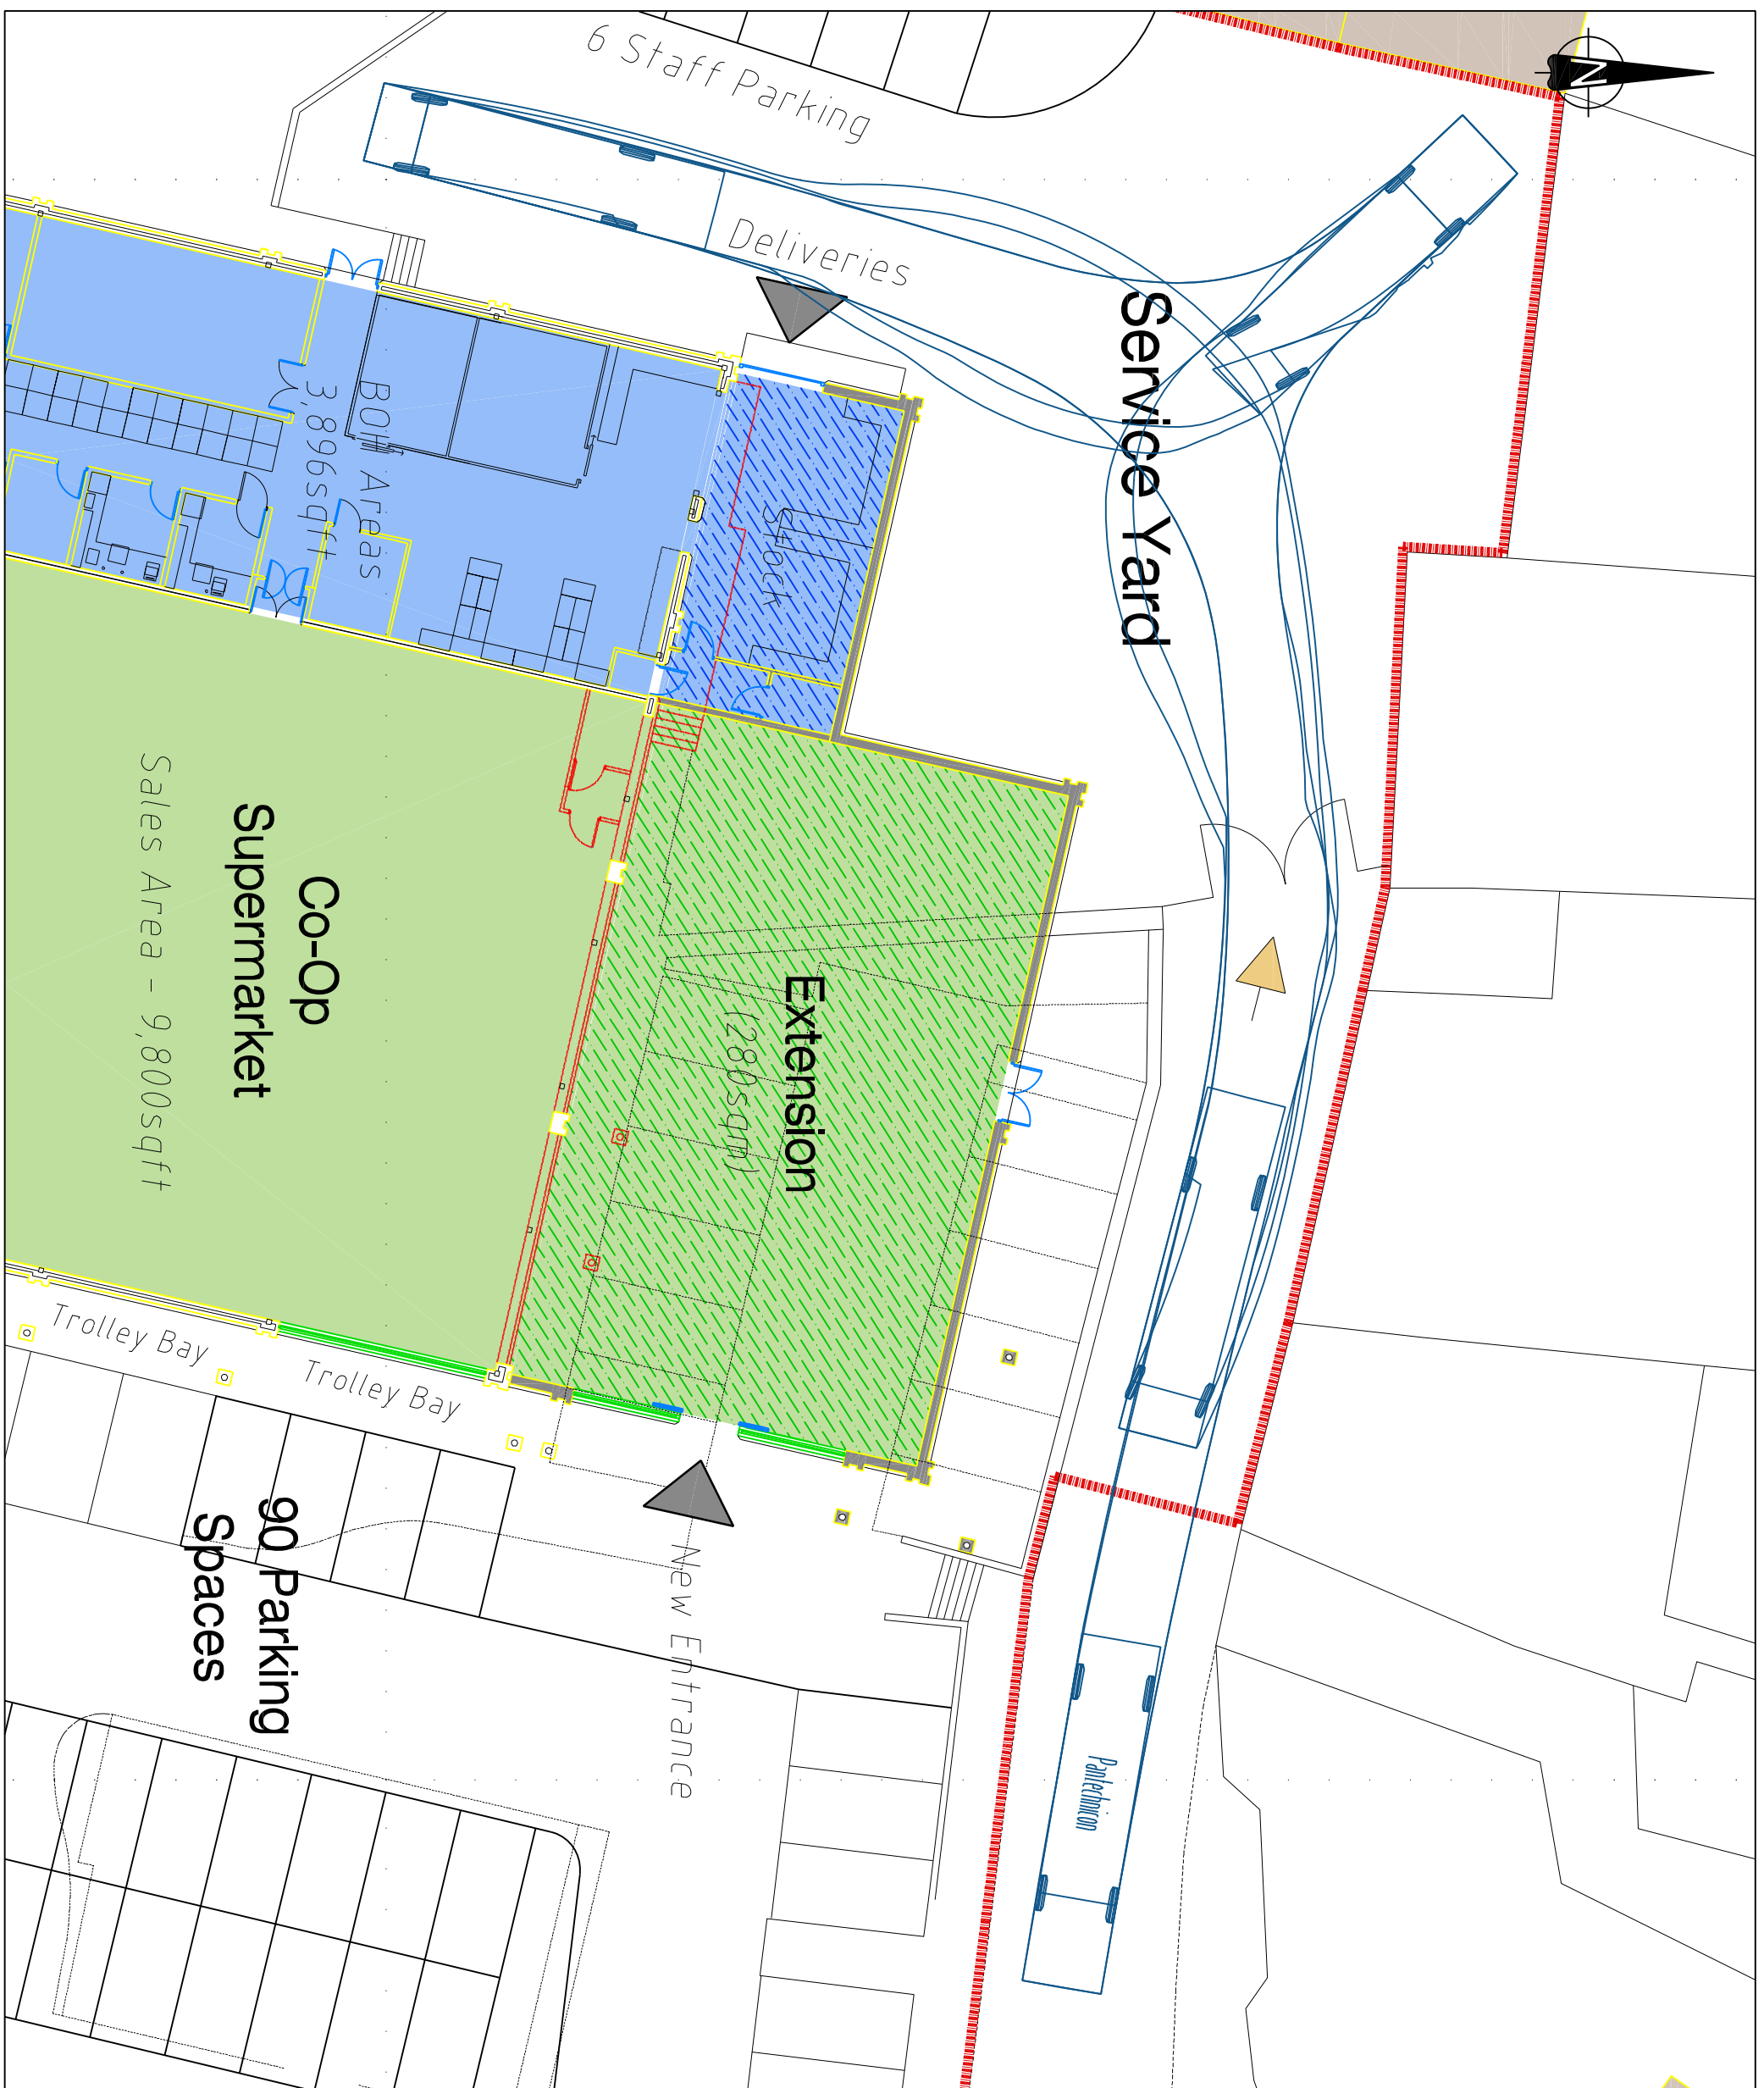 N
6 Staff Parking
Deliveries
Service Yard
BOH Areas
3,896sqft
Stock
Co-Op
Supermarket
Sales Area - 9,800sqft
Extension
(280sqm)
Trolley Bay
Trolley Bay
New Entrance
90 Parking
Spaces
Pantechnicon